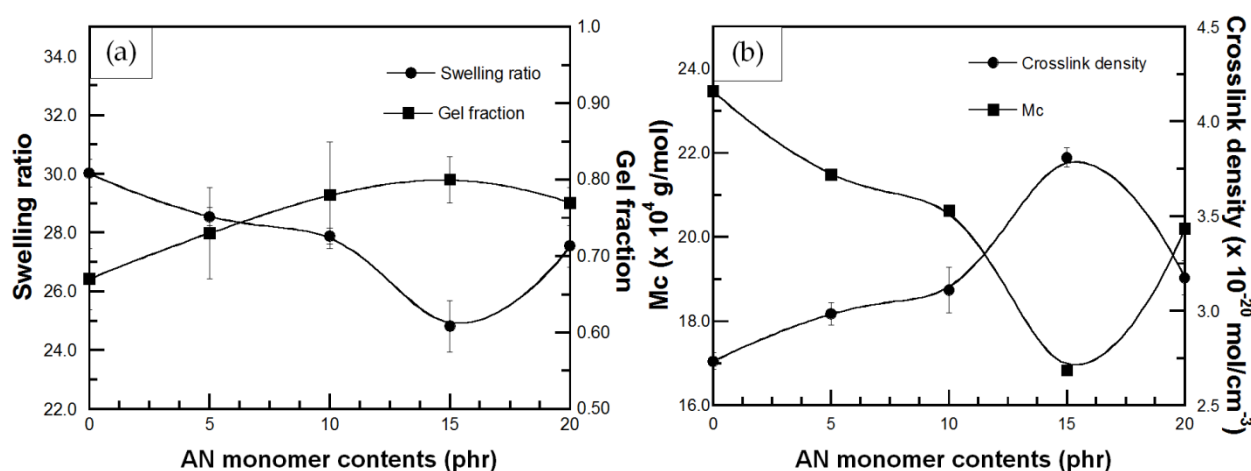 (a)
Swelling ratio
Gel fraction
34.0
32.0
30.0
28.0
26.0
24.0
22.0
Swelling ratio
1.0
0.90
0.80
0.70
0.60
0.50
Gel fraction
0
5
10
15
20
AN monomer contents (phr)
(b)
Crosslink density
Mc
24.0
22.0
20.0
18.0
16.0
Mc (x 10⁴ g/mol)
4.5
4.0
3.5
3.0
2.5
Crosslink
density (x 10⁻²⁰ mol/cm⁻³)
0
5
10
15
20
AN monomer contents (phr)